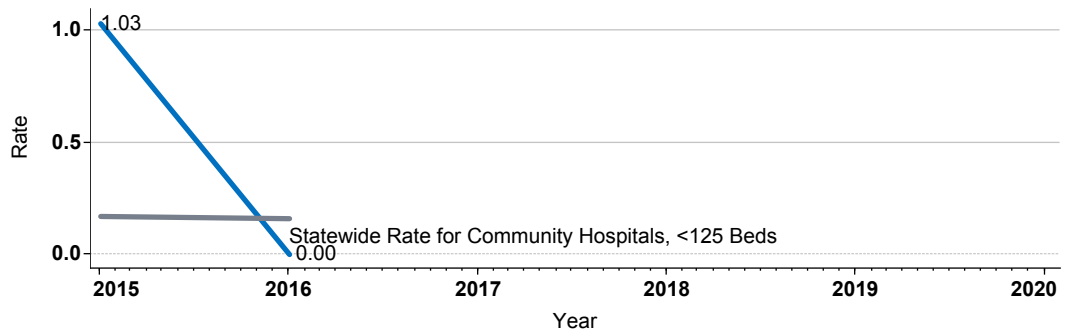 1.03
1.0
Rate
0.5
Statewide Rate for Community Hospitals, <125 Beds
0.00
0.0
2015 2016 2017 2018 2019 2020
Year